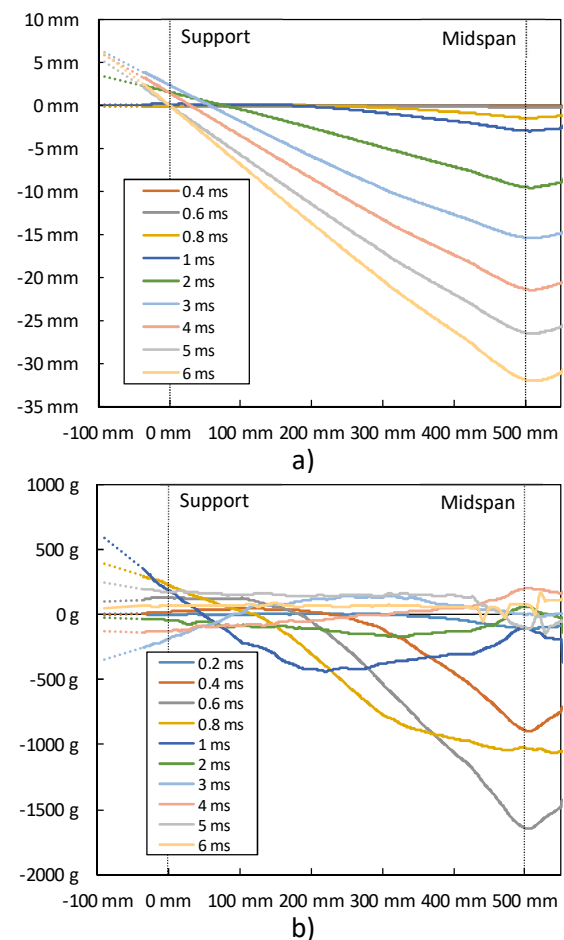 10 mm
Support
Midspan
5 mm
0 mm
-5 mm
-10 mm
-15 mm
-20 mm
-25 mm
-30 mm
-35 mm
0.4 ms
0.6 ms
0.8 ms
1 ms
2 ms
3 ms
4 ms
5 ms
6 ms
-100 mm 0 mm 100 mm 200 mm 300 mm 400 mm 500 mm
a)
1000 g
Support
Midspan
500 g
0 g
-500 g
-1000 g
-1500 g
-2000 g
0.2 ms
0.4 ms
0.6 ms
0.8 ms
1 ms
2 ms
3 ms
4 ms
5 ms
6 ms
-100 mm 0 mm 100 mm 200 mm 300 mm 400 mm 500 mm
b)